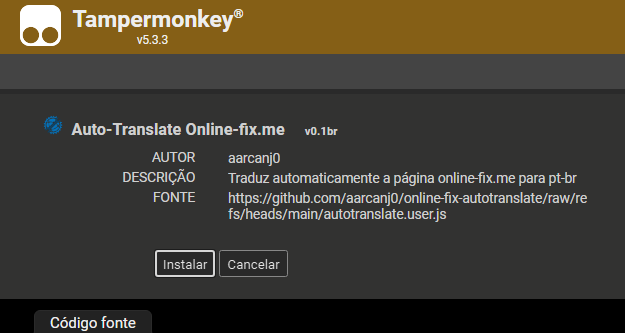 Tampermonkey®
v5.3.3
Auto-Translate Online-fix.me v0.1br
AUTOR aarcanj0
DESCRIÇÃO Traduz automaticamente a página online-fix.me para pt-br
FONTE https://github.com/aarcanj0/online-fix-autotranslate/raw/re
fs/heads/main/autotranslate.user.js
Instalar Cancelar
Código fonte